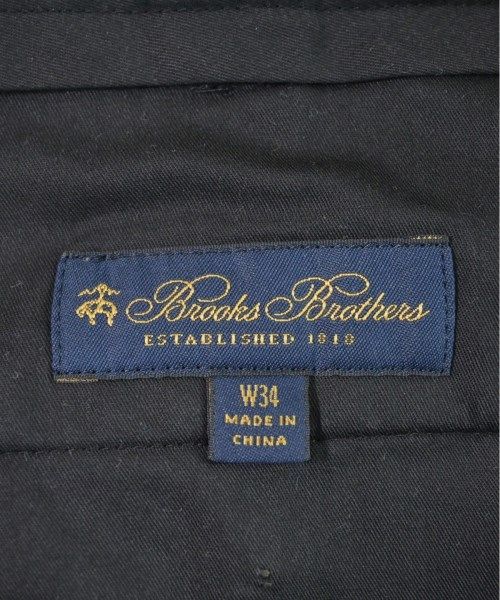 Brooks Brothers
ESTABLISHED 1818
W34
MADE IN
CHINA